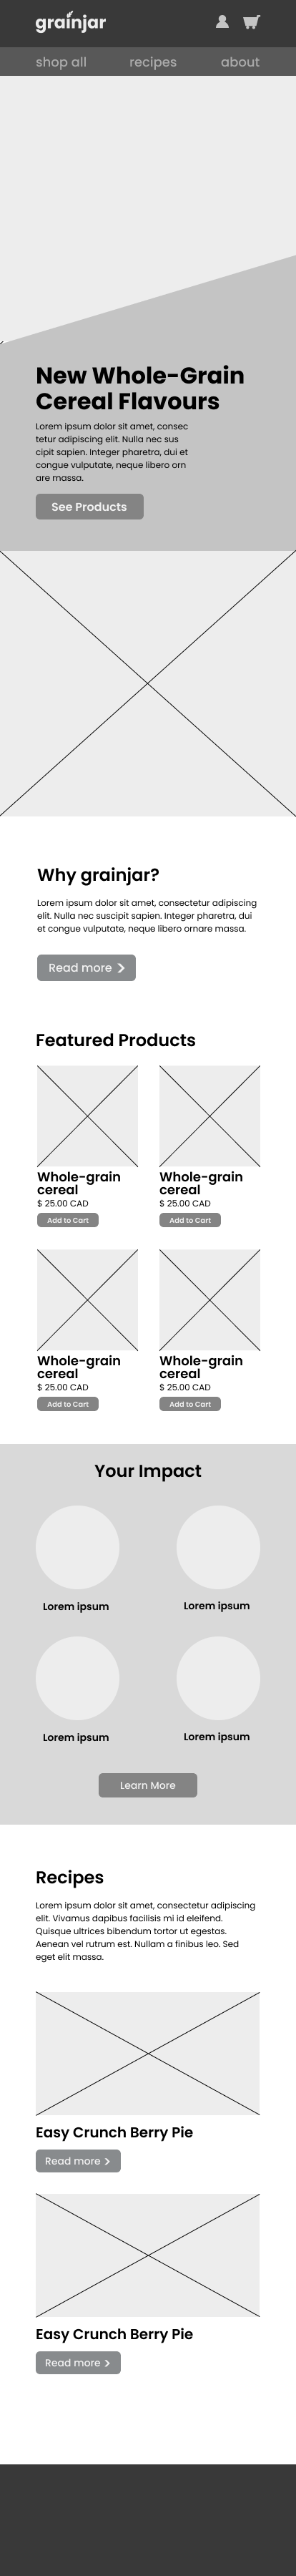 grainjar
shop all recipes about
New Whole-Grain
Cereal Flavours
Lorem ipsum dolor sit amet, consec
tetur adipiscing elit. Nulla nec sus
cipit sapien. Integer pharetra, dui et
congue vulputate, neque libero orn
are massa.
See Products
Why grainjar?
Lorem ipsum dolor sit amet, consectetur adipiscing
elit. Nulla nec suscipit sapien. Integer pharetra, dui
et congue vulputate, neque libero ornare massa.
Read more
Featured Products
Whole-grain
cereal
$ 25.00 CAD
Add to Cart
Whole-grain
cereal
$ 25.00 CAD
Add to Cart
Whole-grain
cereal
$ 25.00 CAD
Add to Cart
Whole-grain
cereal
$ 25.00 CAD
Add to Cart
Your Impact
Lorem ipsum
Lorem ipsum
Lorem ipsum
Lorem ipsum
Learn More
Recipes
Lorem ipsum dolor sit amet, consectetur adipiscing
elit. Vivamus dapibus facilisis mi id eleifend.
Quisque ultrices bibendum tortor ut egestas.
Aenean vel rutrum est. Nullam a finibus leo. Sed
eget elit massa.
Easy Crunch Berry Pie
Read more
Easy Crunch Berry Pie
Read more